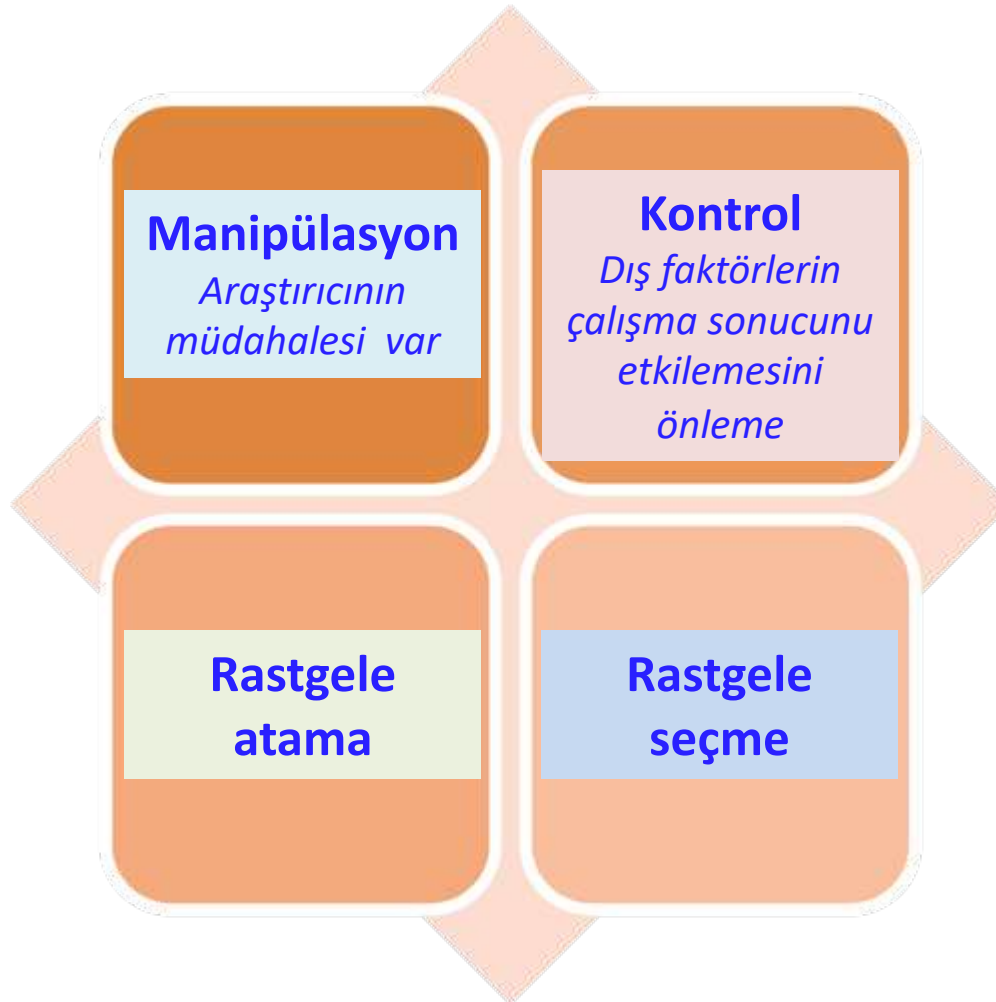 Manipülasyon
Araştırıcının
müdahalesi var
Kontrol
Dış faktörlerin
çalışma sonucunu
etkilemesini
önleme
Rastgele
atama
Rastgele
seçme